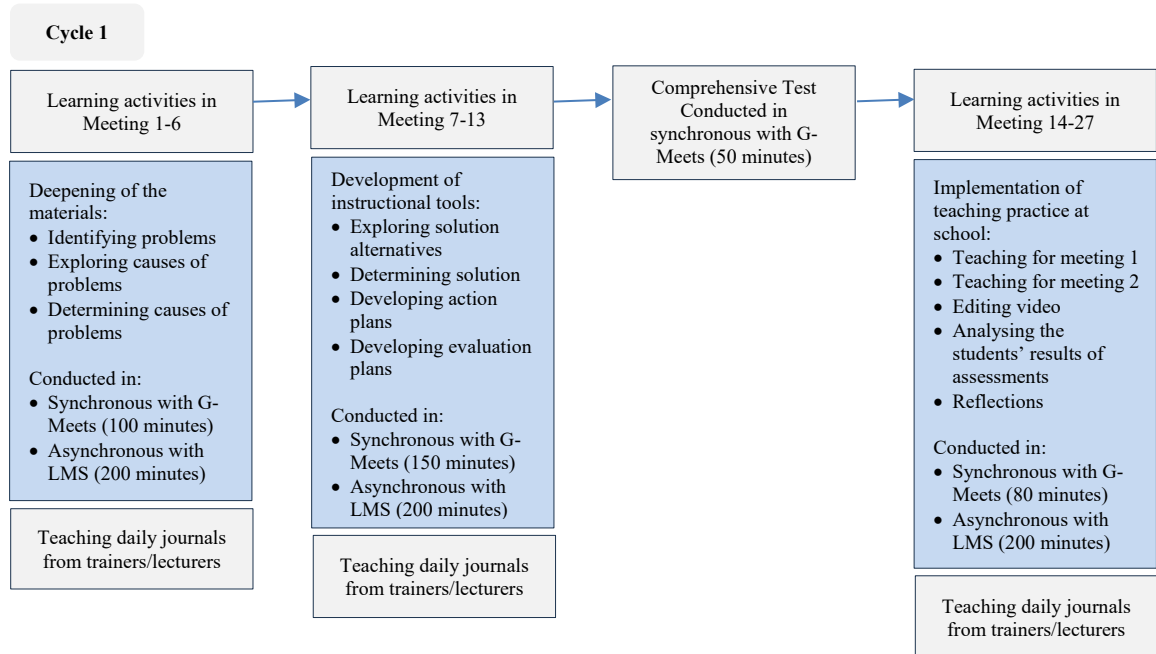 Cycle 1
Learning activities in
Meeting 1-6
Deepening of the
materials:
• Identifying problems
• Exploring causes of
problems
• Determining causes of
problems
Conducted in:
• Synchronous with G-
Meets (100 minutes)
• Asynchronous with
LMS (200 minutes)
Teaching daily journals
from trainers/lecturers
Learning activities in
Meeting 7-13
Development of
instructional tools:
• Exploring solution
alternatives
• Determining solution
• Developing action
plans
• Developing evaluation
plans
Conducted in:
• Synchronous with G-
Meets (150 minutes)
• Asynchronous with
LMS (200 minutes)
Teaching daily journals
from trainers/lecturers
Comprehensive Test
Conducted in
synchronous with G-
Meets (50 minutes)
Learning activities in
Meeting 14-27
Implementation of
teaching practice at
school:
• Teaching for meeting 1
• Teaching for meeting 2
• Editing video
• Analysing the
students’ results of
assessments
• Reflections
Conducted in:
• Synchronous with G-
Meets (80 minutes)
• Asynchronous with
LMS (200 minutes)
Teaching daily journals
from trainers/lecturers